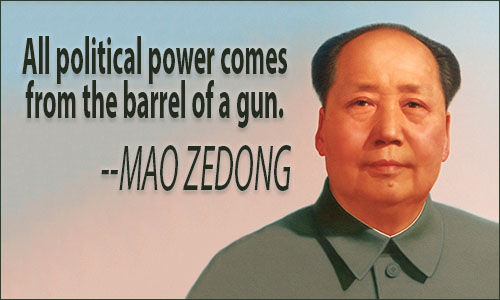 All political power comes
from the barrel of a gun.
--MAO ZEDONG